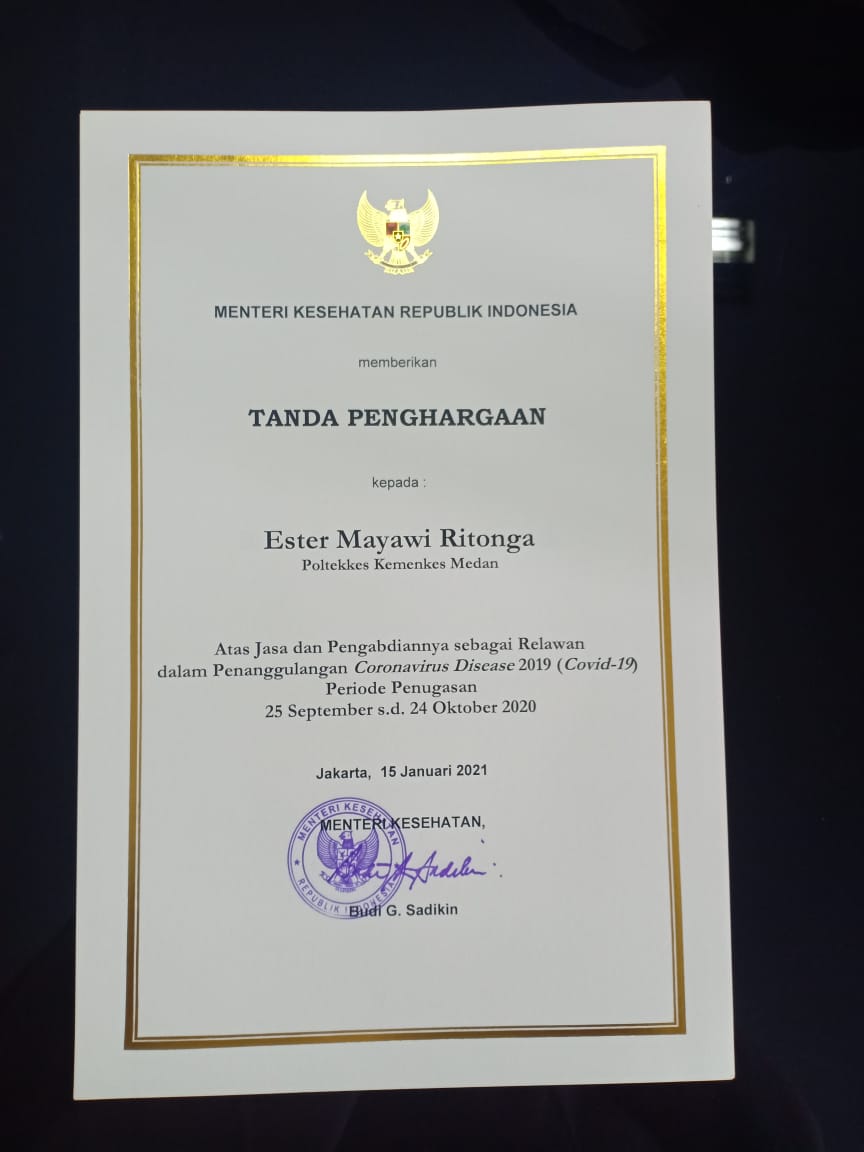 MENTERI KESEHATAN REPUBLIK INDONESIA
memberikan
TANDA PENGHARGAAN
kepada :
Ester Mayawi Ritonga
Poltekkes Kemenkes Medan
Atas Jasa dan Pengabdiannya sebagai Relawan
dalam Penanggulangan Coronavirus Disease 2019 (Covid-19)
Periode Penugasan
25 September s.d. 24 Oktober 2020
Jakarta, 15 Januari 2021
MENTERI KESEHATAN,
MENTERI KESEHATAN
REPUBLIK INDONESIA
Budi G. Sadikin